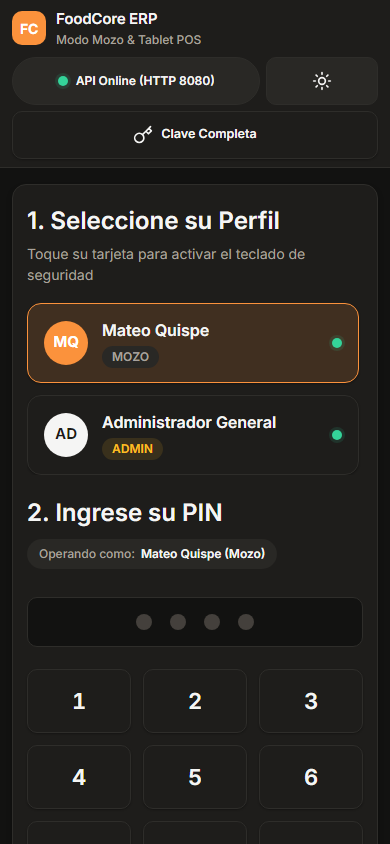 FC
FoodCore ERP
Modo Mozo & Tablet POS
API Online (HTTP 8080)
Clave Completa
1. Seleccione su Perfil
Toque su tarjeta para activar el teclado de
seguridad
MQ
Mateo Quispe
MOZO
AD
Administrador General
ADMIN
2. Ingrese su PIN
Operando como: Mateo Quispe (Mozo)
1 2 3
4 5 6